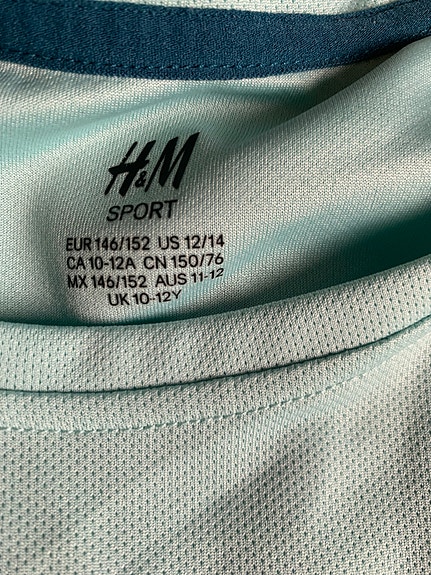 H&M
SPORT
EUR 146/152 US 12/14
CA 10-12A CN 150/76
MX 146/152 AUS 11-12
UK 10-12Y